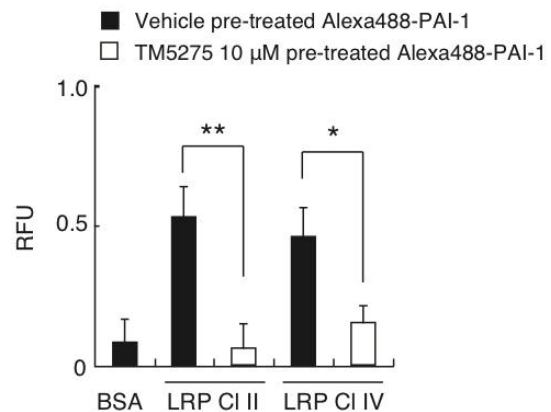 Vehicle pre-treated Alexa488-PAI-1
TM5275 10 µM pre-treated Alexa488-PAI-1
1.0
**
*
RFU
0.5
0
BSA LRP Cl II LRP Cl IV